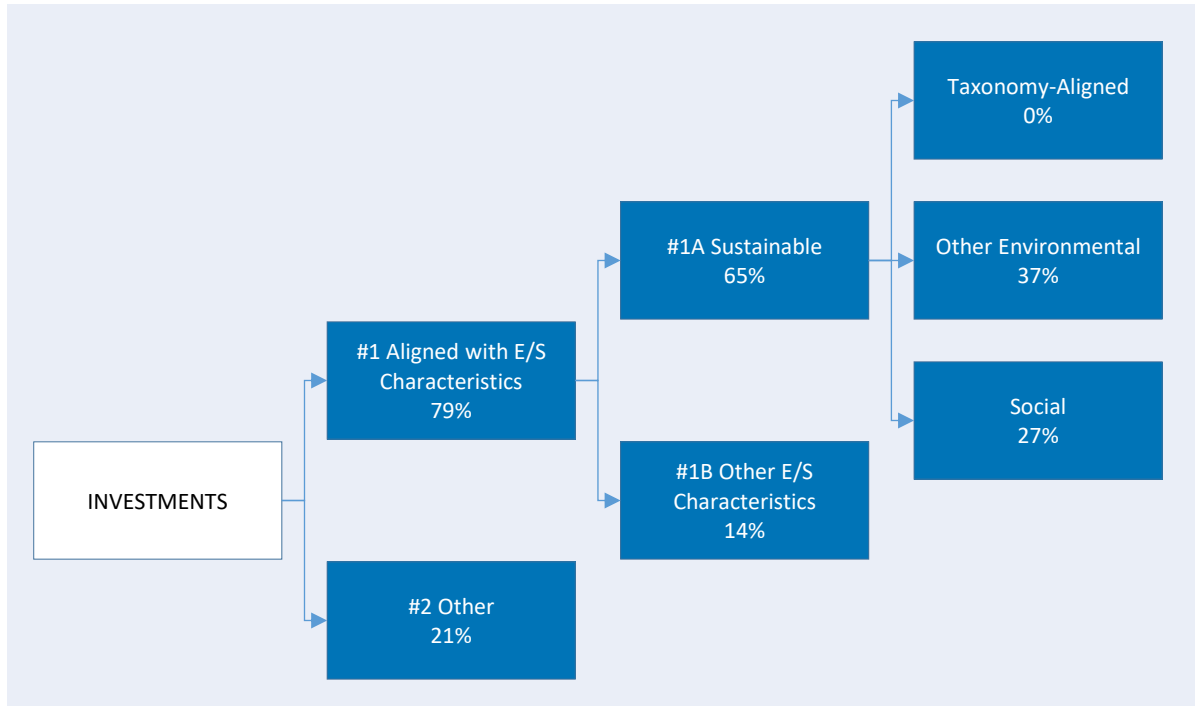 INVESTMENTS
#1 Aligned with E/S
Characteristics
79%
#2 Other
21%
#1A Sustainable
65%
#1B Other E/S
Characteristics
14%
Taxonomy-Aligned
0%
Other Environmental
37%
Social
27%